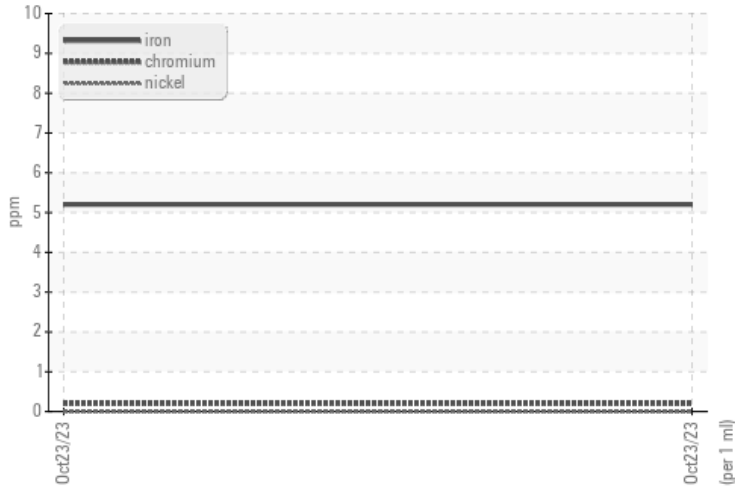 10
9
8
7
6
5
4
3
2
1
0
ppm
iron
chromium
nickel
Oct23/23
Oct23/23
(per 1 ml)